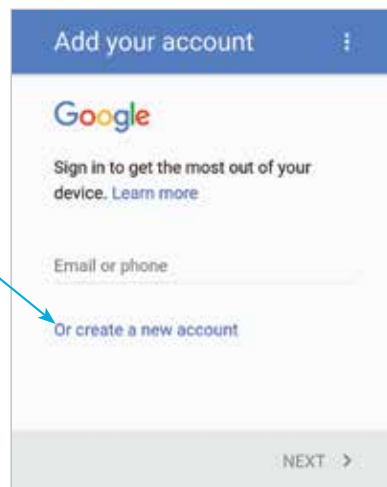 Add your account
Google
Sign in to get the most out of your
device. Learn more
Email or phone
Or create a new account
NEXT >